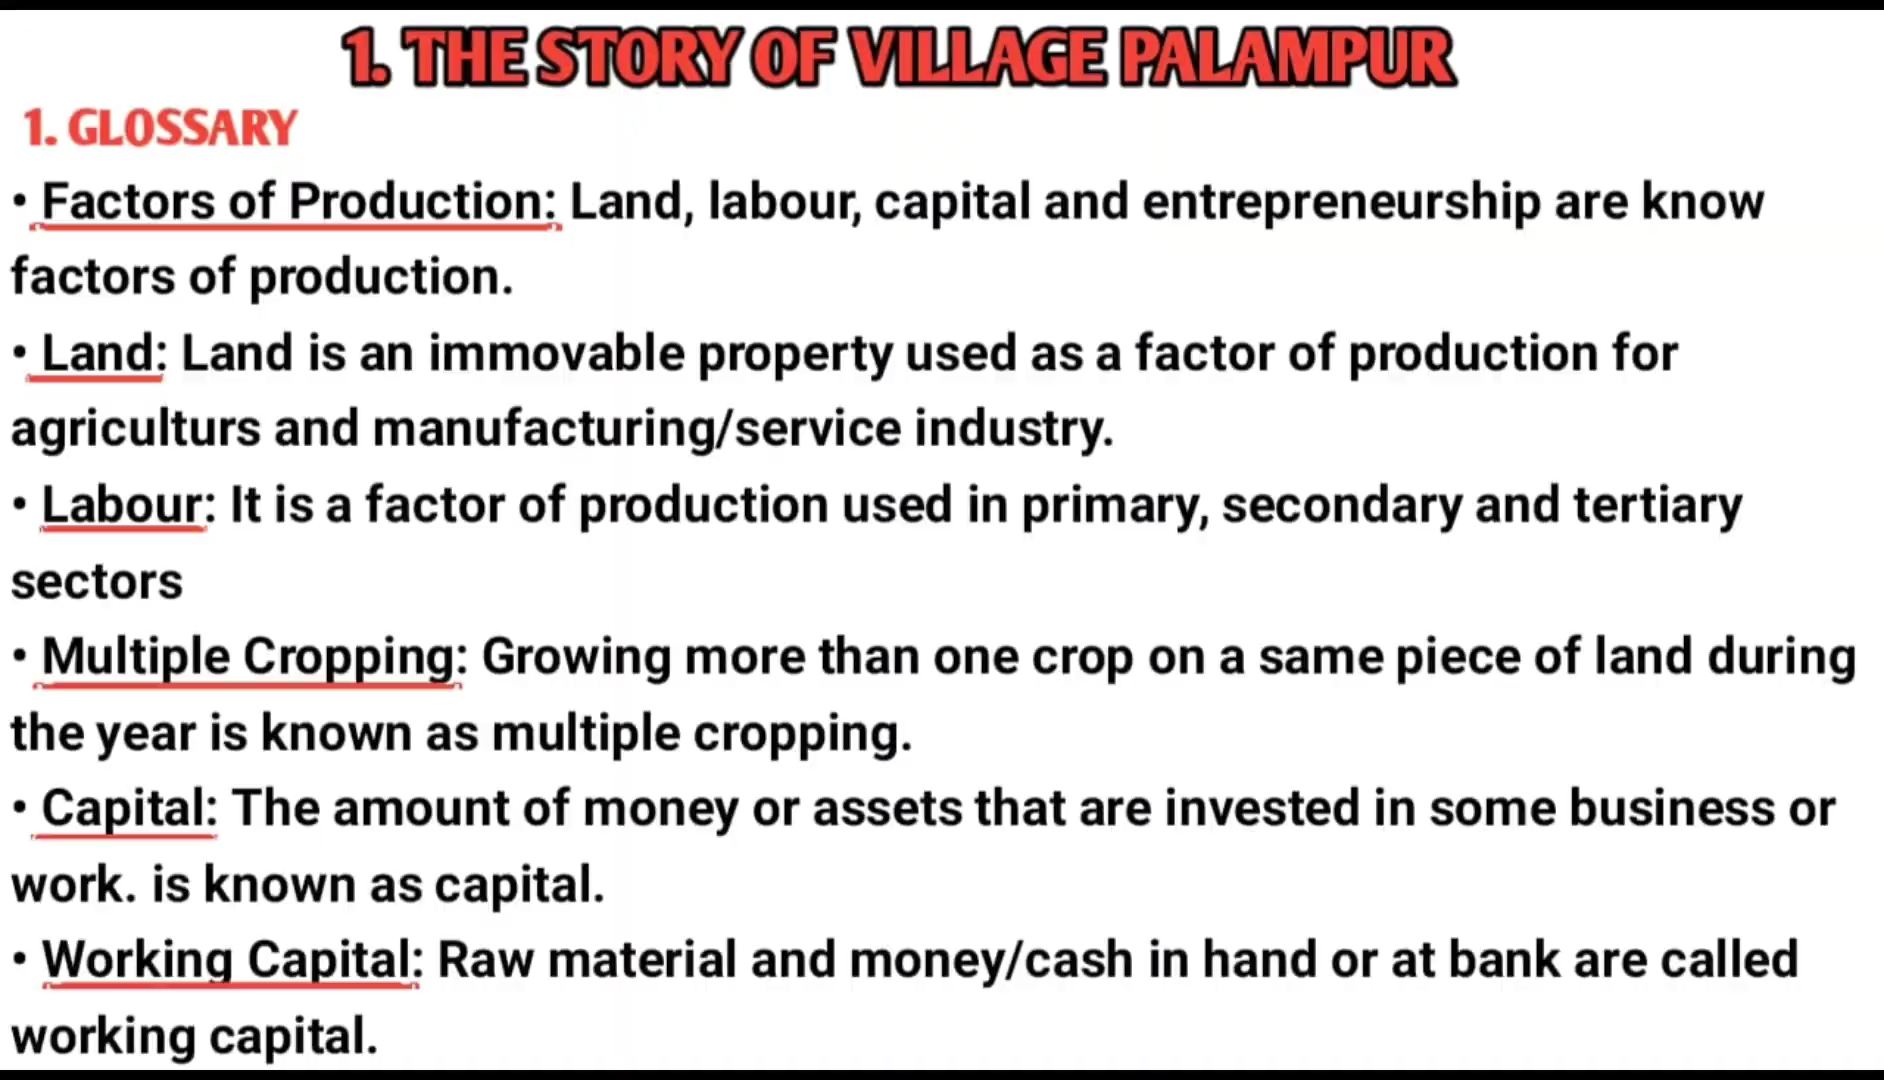 1. THE STORY OF VILLAGE PALAMPUR
1. GLOSSARY
• Factors of Production: Land, labour, capital and entrepreneurship are know
factors of production.
• Land: Land is an immovable property used as a factor of production for
agriculturs and manufacturing/service industry.
• Labour: It is a factor of production used in primary, secondary and tertiary
sectors
• Multiple Cropping: Growing more than one crop on a same piece of land during
the year is known as multiple cropping.
• Capital: The amount of money or assets that are invested in some business or
work. is known as capital.
• Working Capital: Raw material and money/cash in hand or at bank are called
working capital.